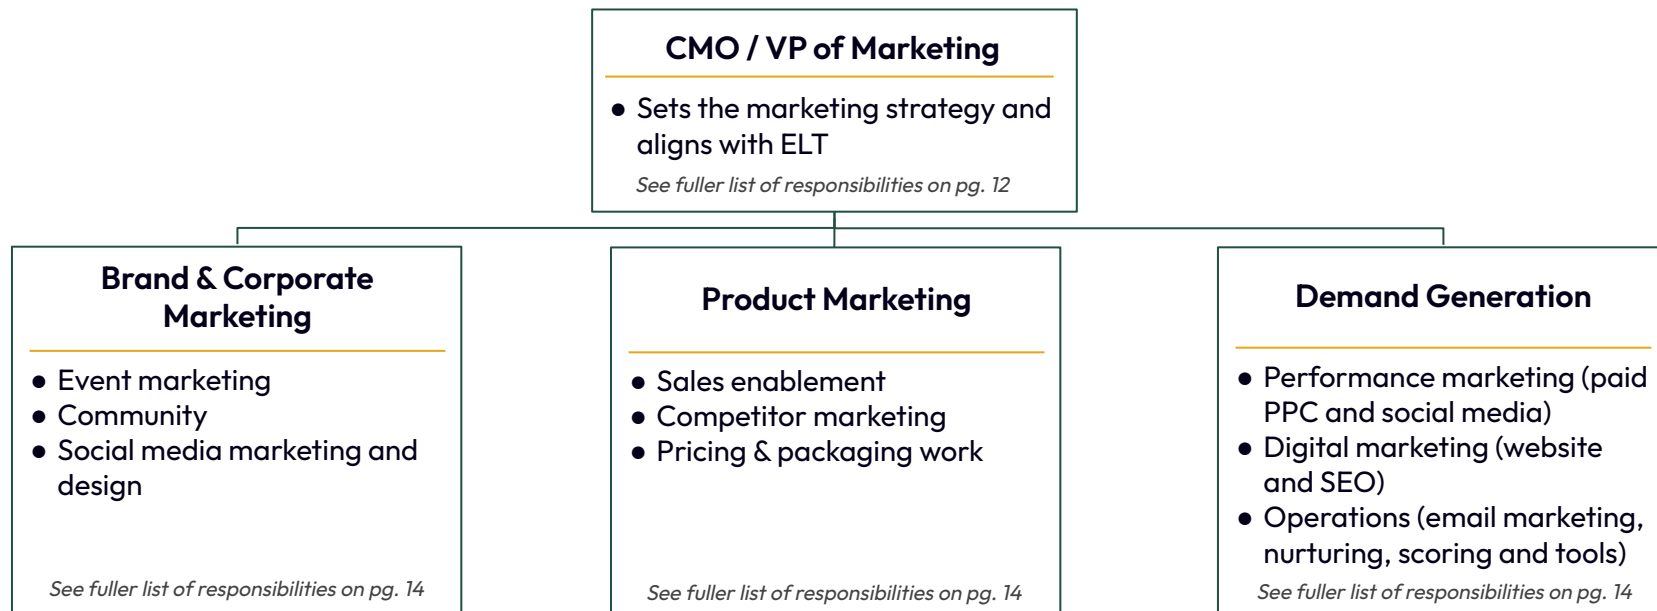 CMO / VP of Marketing
● Sets the marketing strategy and
aligns with ELT
See fuller list of responsibilities on pg. 12
Brand & Corporate
Marketing
● Event marketing
● Community
● Social media marketing and
design
See fuller list of responsibilities on pg. 14
Product Marketing
● Sales enablement
● Competitor marketing
● Pricing & packaging work
See fuller list of responsibilities on pg. 14
Demand Generation
● Performance marketing (paid
PPC and social media)
● Digital marketing (website
and SEO)
● Operations (email marketing,
nurturing, scoring and tools)
See fuller list of responsibilities on pg. 14